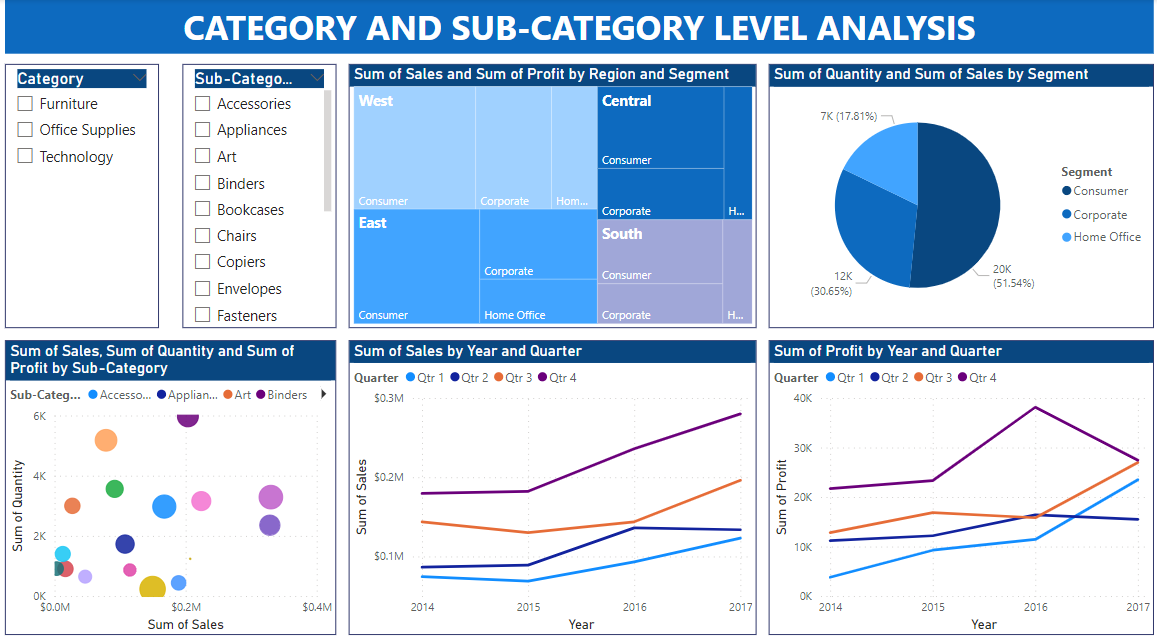 CATEGORY AND SUB-CATEGORY LEVEL ANALYSIS
Category
Furniture
Office Supplies
Technology
Sub-Catego...
Accessories
Appliances
Art
Binders
Bookcases
Chairs
Copiers
Envelopes
Fasteners
Sum of Sales and Sum of Profit by Region and Segment
West
Consumer
Corporate
Hom...
East
Consumer
Corporate
Home Office
Central
Consumer
Corporate
H...
South
Consumer
Corporate
H...
Sum of Quantity and Sum of Sales by Segment
7K (17.81%)
12K
(30.65%)
20K
(51.54%)
Segment
Consumer
Corporate
Home Office
Sum of Sales, Sum of Quantity and Sum of
Profit by Sub-Category
Sub-Categ... Accesso... Applian... Art Binders
Sum of Quantity
6K
4K
2K
0K
$0.0M $0.2M $0.4M
Sum of Sales
Sum of Sales by Year and Quarter
Quarter Qtr 1 Qtr 2 Qtr 3 Qtr 4
Sum of Sales
$0.3M
$0.2M
$0.1M
2014 2015 2016 2017
Year
Sum of Profit by Year and Quarter
Quarter Qtr 1 Qtr 2 Qtr 3 Qtr 4
Sum of Profit
40K
30K
20K
10K
0K
2014 2015 2016 2017
Year